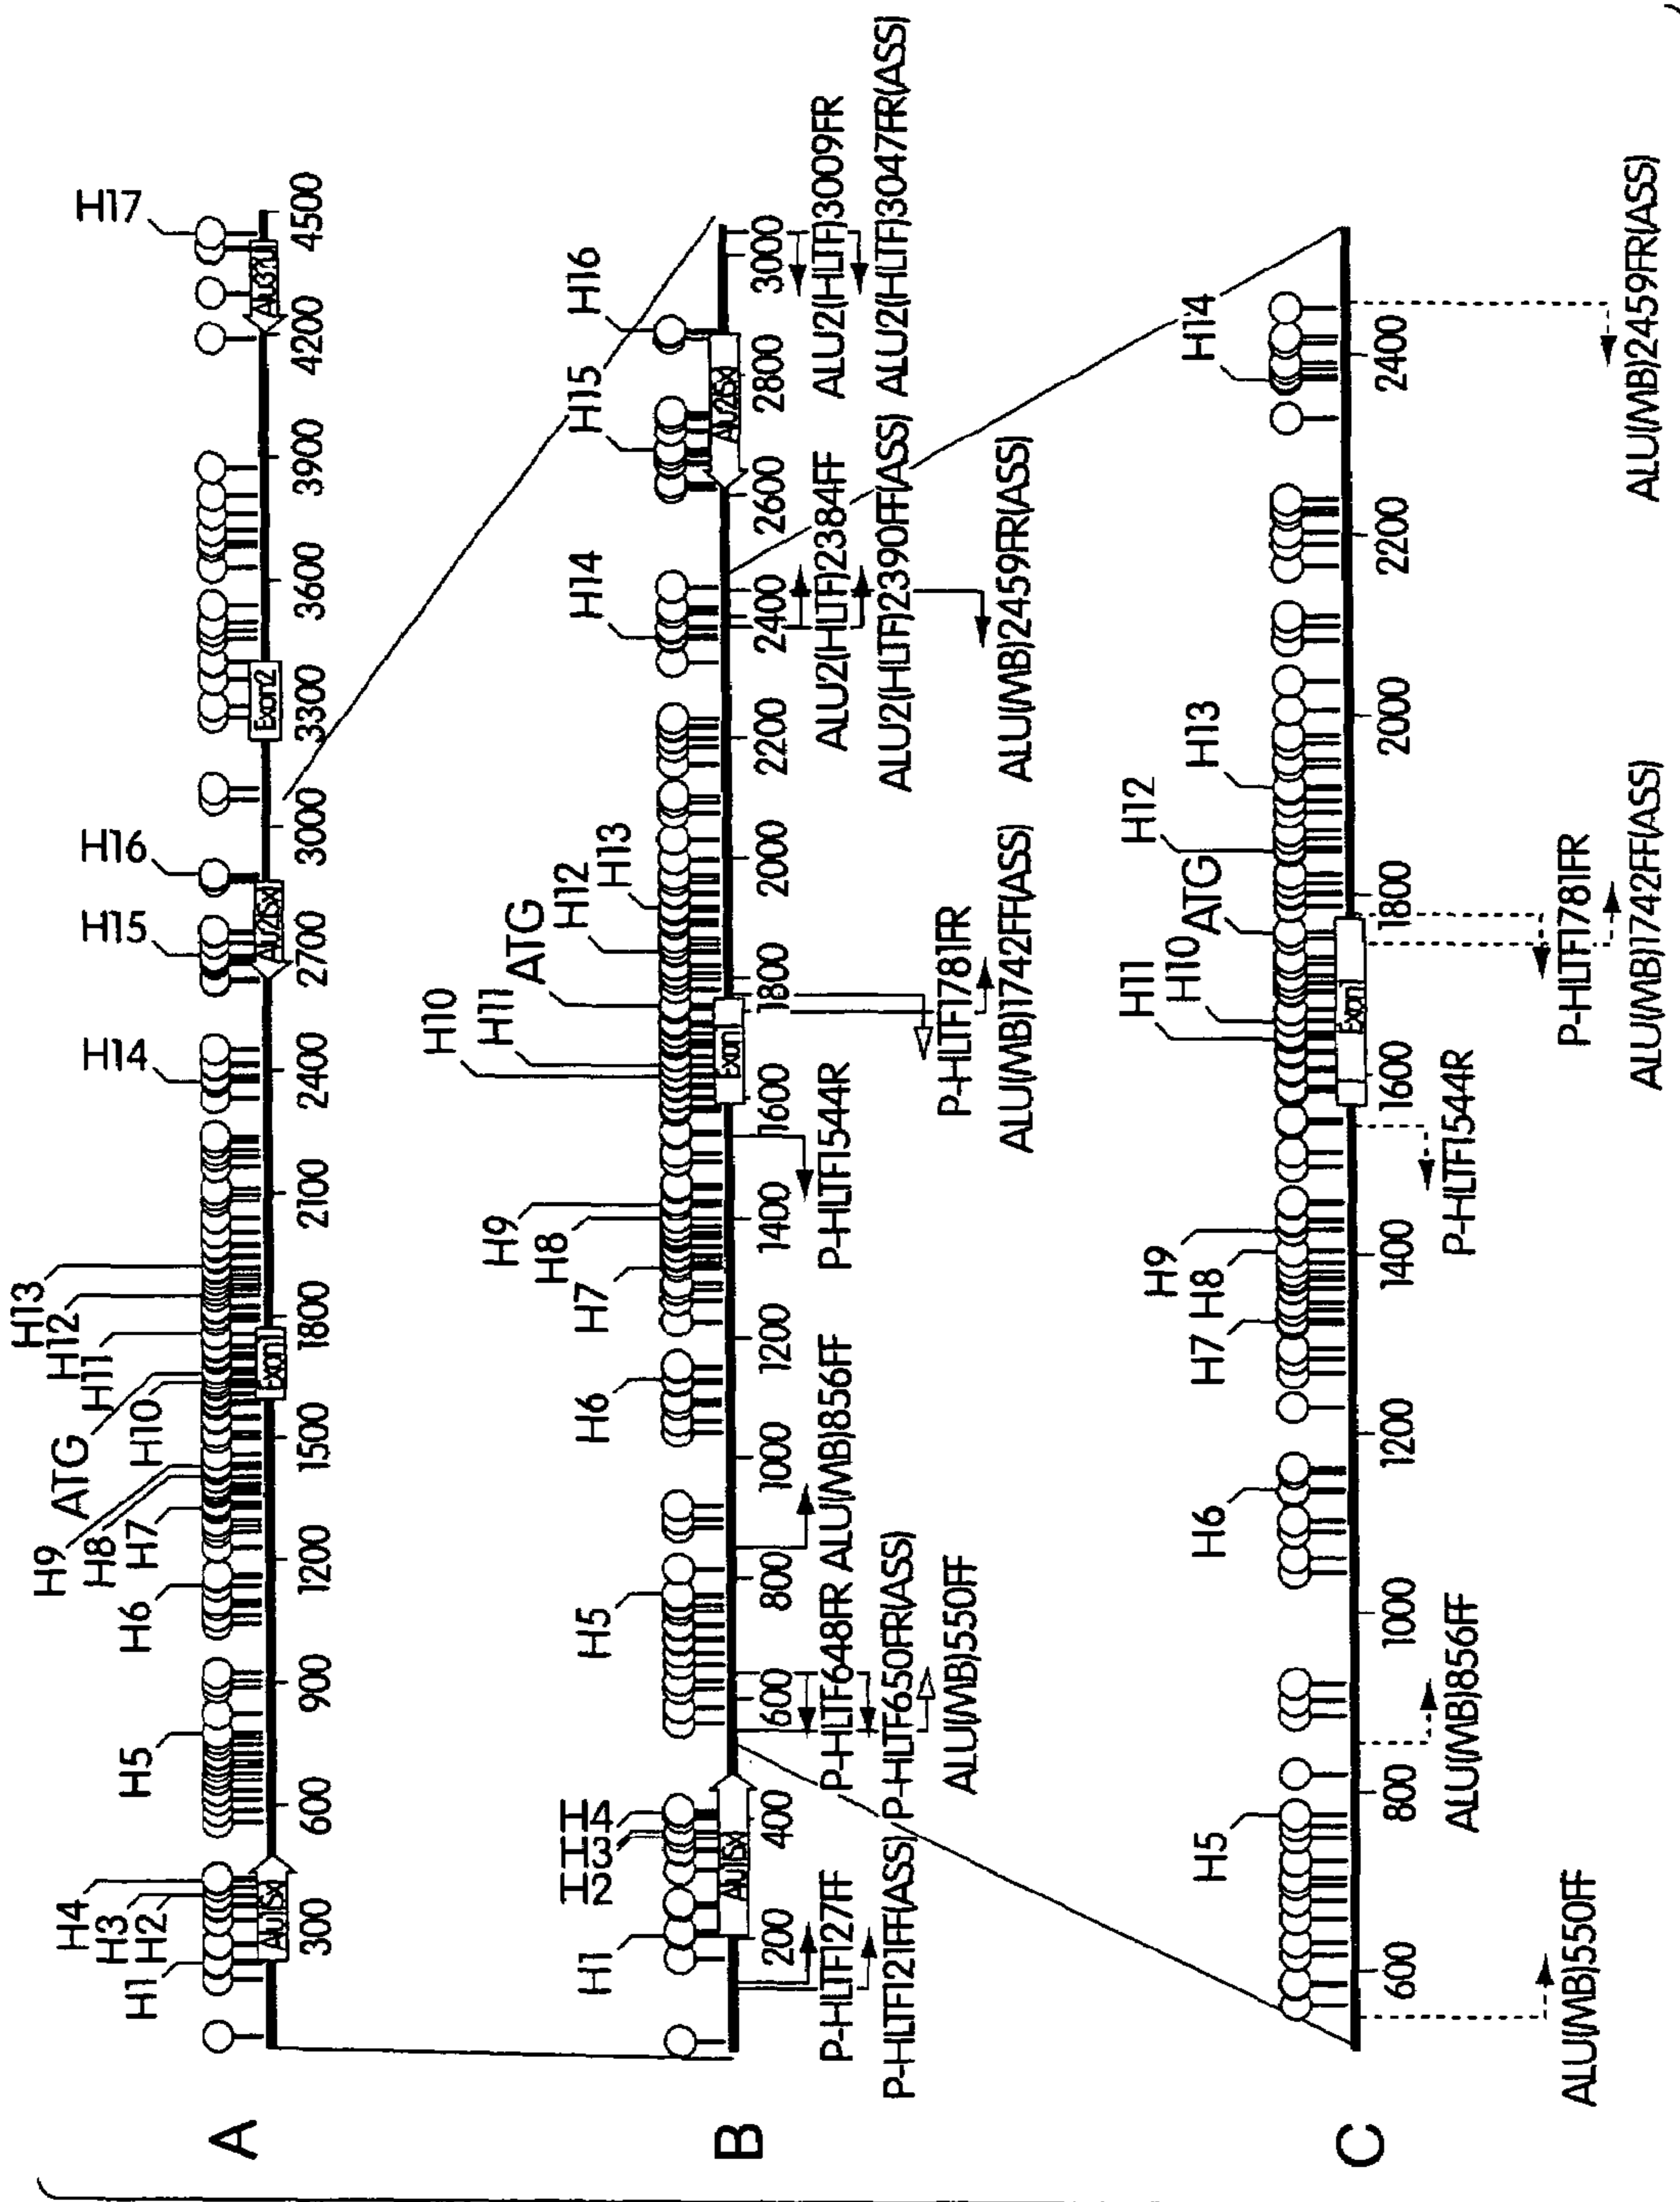 A
H1
H2
H3
H4
H5
H6
H7
H8
H9
ATG
H10
H11
H12
H13
H14
H15
H16
H17
Exon1
Exon2
300
600
900
1200
1500
1800
2100
2400
2700
3000
3300
3600
3900
4200
4500
B
H1
H2
H3
H4
H5
H6
H7
H8
H9
H10
H11
ATG
H12
H13
H14
H15
H16
Exon1
200
400
600
800
1000
1200
1400
1600
1800
2000
2200
2400
2600
2800
3000
P-HLTF127FF
P-HLTF648FR ALU(MB)856FF
P-HLTF1544R
ALU2(HLTF)2384FF
ALU2(HLTF)3009FR
P-HLTF121FF(ASS) P-HLTF650FR(ASS)
ALU2(HLTF)2390FF(ASS)
ALU2(HLTF)3047FR(ASS)
ALU(MB)550FF
P-HLTF1781FR
ALU(MB)1742FF(ASS)
ALU(MB)2459FR(ASS)
C
H5
H6
H7
H8
H9
H11
H10
ATG
H12
H13
H14
Exon1
600
800
1000
1200
1400
1600
1800
2000
2200
2400
ALU(MB)550FF
ALU(MB)856FF
P-HLTF1544R
P-HLTF1781FR
ALU(MB)1742FF(ASS)
ALU(MB)2459FR(ASS)